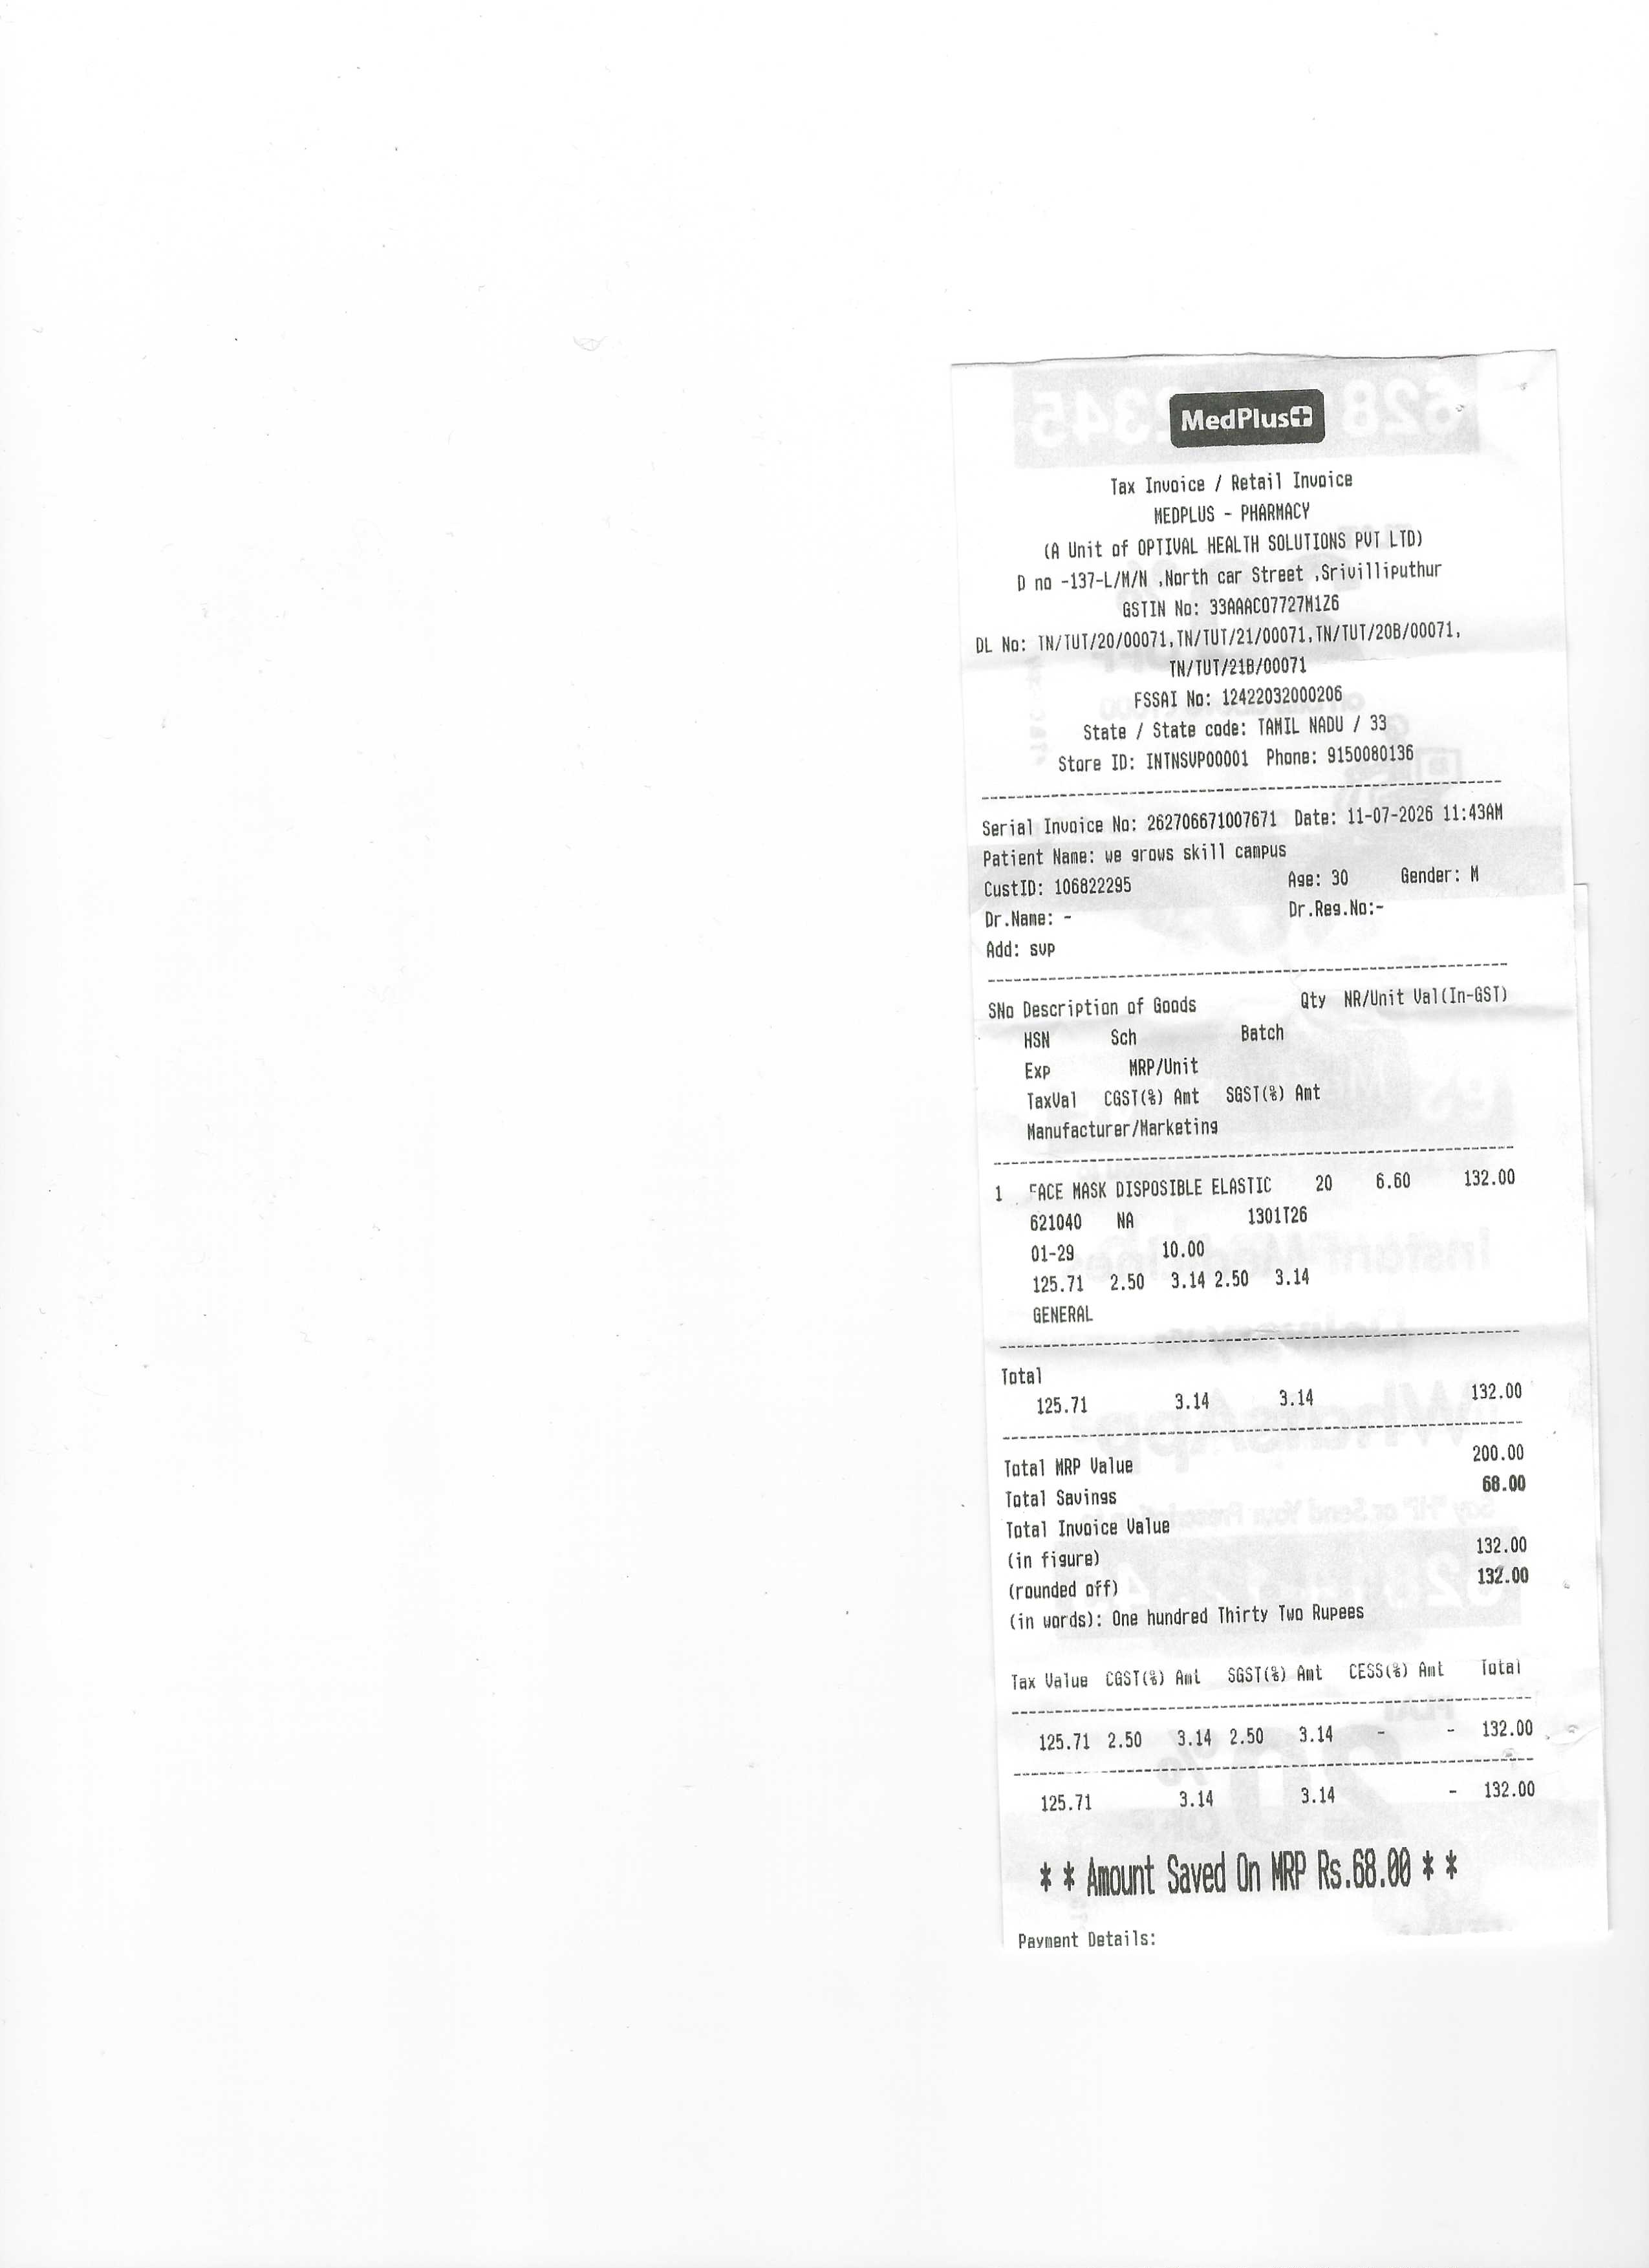 MedPlus
Tax Invoice / Retail Invoice
MEDPLUS - PHARMACY
(A Unit of OPTIVAL HEALTH SOLUTIONS PVT LTD)
D no -137-L/M/N ,North car Street ,Srivilliputhur
GSTIN No: 33AAACO7727M1Z6
DL No: TN/TUT/20/00071,TN/TUT/21/00071,TN/TUT/20B/00071,
TN/TUT/21B/00071
FSSAI No: 12422032000206
State / State code: TAMIL NADU / 33
Store ID: INTNSVP00001 Phone: 9150080136
Serial Invoice No: 262706671007671 Date: 11-07-2026 11:43AM
Patient Name: we grows skill campus
CustID: 106822295 Age: 30 Gender: M
Dr.Name: - Dr.Reg.No:-
Add: svp
SNo Description of Goods Qty NR/Unit Val(In-GST)
HSN Sch Batch
Exp MRP/Unit
TaxVal CGST(%) Amt SGST(%) Amt
Manufacturer/Marketing
1 FACE MASK DISPOSIBLE ELASTIC 20 6.60 132.00
621040 NA 1301T26
01-29 10.00
125.71 2.50 3.14 2.50 3.14
GENERAL
Total
125.71 3.14 3.14 132.00
Total MRP Value 200.00
Total Savings 68.00
Total Invoice Value
(in figure) 132.00
(rounded off) 132.00
(in words): One hundred Thirty Two Rupees
Tax Value CGST(%) Amt SGST(%) Amt CESS(%) Amt Total
125.71 2.50 3.14 2.50 3.14 - - 132.00
125.71 3.14 3.14 - 132.00
* * Amount Saved On MRP Rs.68.00 * *
Payment Details: